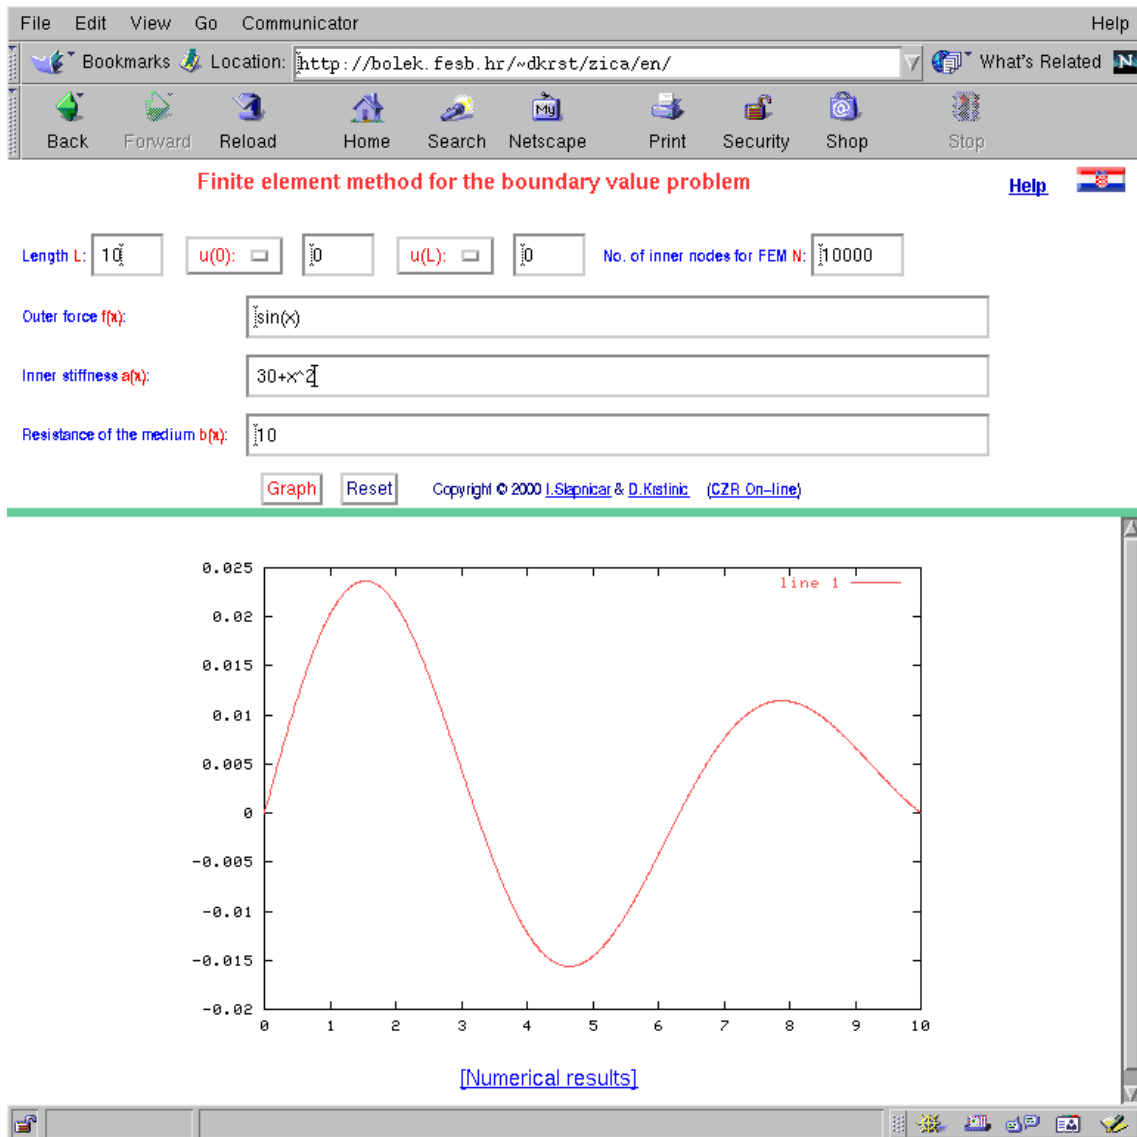 File Edit View Go Communicator Help
Bookmarks Location: http://bolek.fesb.hr/~dkrst/zica/en/ What's Related N
Back Forward Reload Home Search Netscape Print Security Shop Stop
My
Finite element method for the boundary value problem Help
Length L: 10 u(0): 0 u(L): 0 No. of inner nodes for FEM N: 10000
Outer force f(x): sin(x)
Inner stiffness a(x): 30+x^2
Resistance of the medium b(x): 10
Graph Reset Copyright © 2000 I.Slapnicar & D.Krstinic (CZR On-line)
line 1
0.025
0.02
0.015
0.01
0.005
0
-0.005
-0.01
-0.015
-0.02
0 1 2 3 4 5 6 7 8 9 10
[Numerical results]